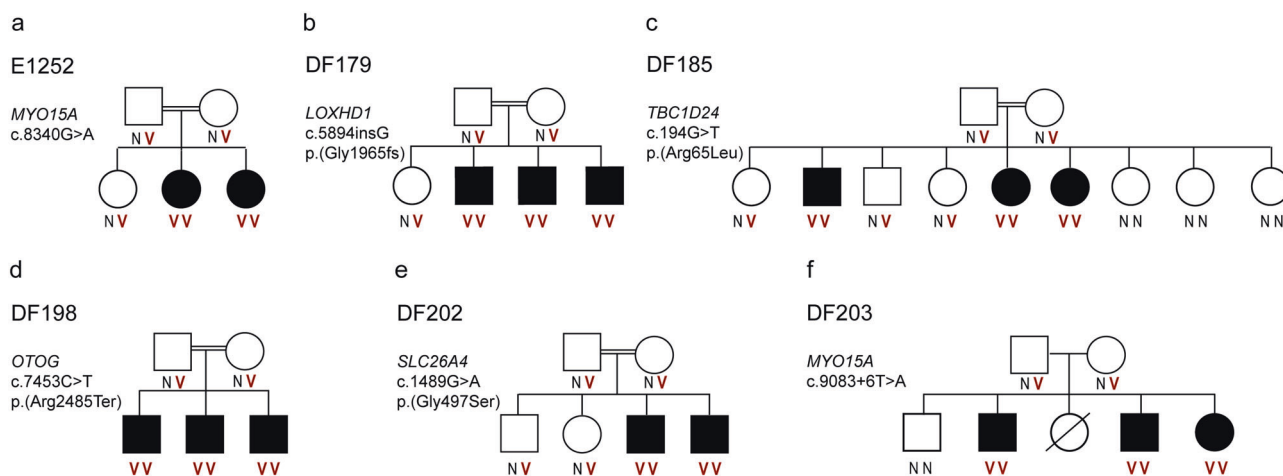 a
E1252
MYO15A
c.8340G>A
N V N V
N V V V V V
b
DF179
LOXHD1
c.5894insG
p.(Gly1965fs)
N V N V
N V V V V V V V
c
DF185
TBC1D24
c.194G>T
p.(Arg65Leu)
N V N V
N V V V N V N V V V V V N N N N N N
d
DF198
OTOG
c.7453C>T
p.(Arg2485Ter)
N V N V
V V V V V V
e
DF202
SLC26A4
c.1489G>A
p.(Gly497Ser)
N V N V
N V N V V V V V
f
DF203
MYO15A
c.9083+6T>A
N V N V
N N V V V V V V